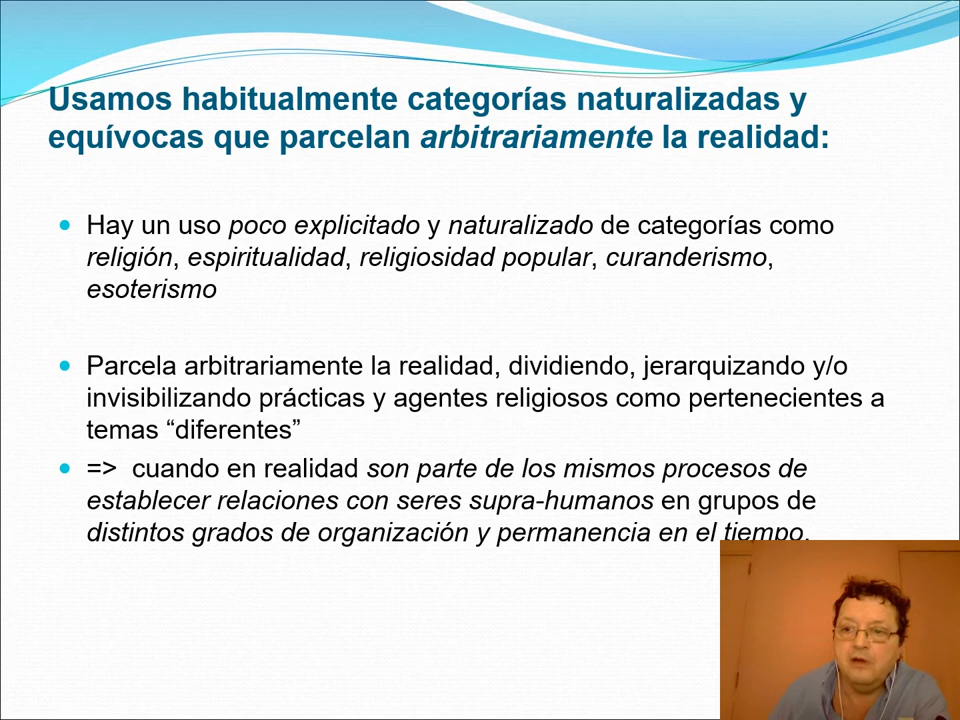 Usamos habitualmente categorías naturalizadas y
equívocas que parcelan arbitrariamente la realidad:
Hay un uso poco explicitado y naturalizado de categorías como
religión, espiritualidad, religiosidad popular, curanderismo,
esoterismo
Parcela arbitrariamente la realidad, dividiendo, jerarquizando y/o
invisibilizando prácticas y agentes religiosos como pertenecientes a
temas “diferentes”
=> cuando en realidad son parte de los mismos procesos de
establecer relaciones con seres supra-humanos en grupos de
distintos grados de organización y permanencia en el tiempo.